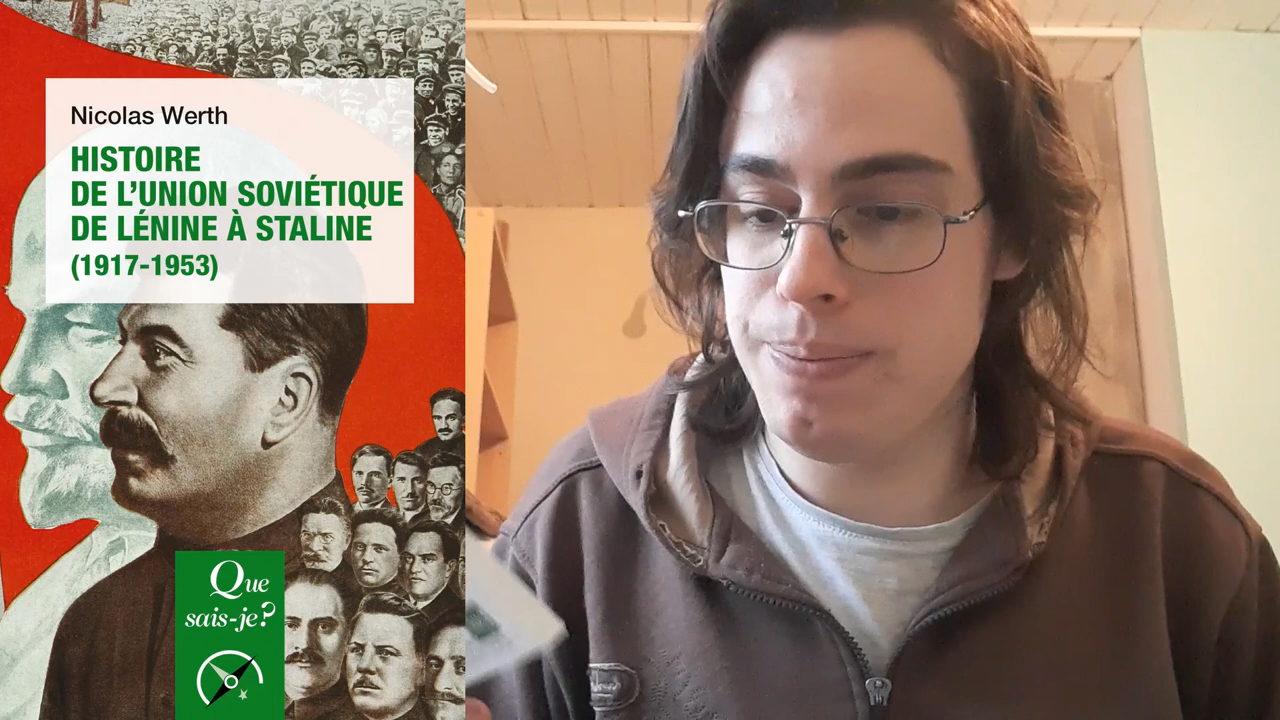 Nicolas Werth
HISTOIRE
DE L’UNION SOVIÉTIQUE
DE LÉNINE À STALINE
(1917-1953)
Que
sais-je?